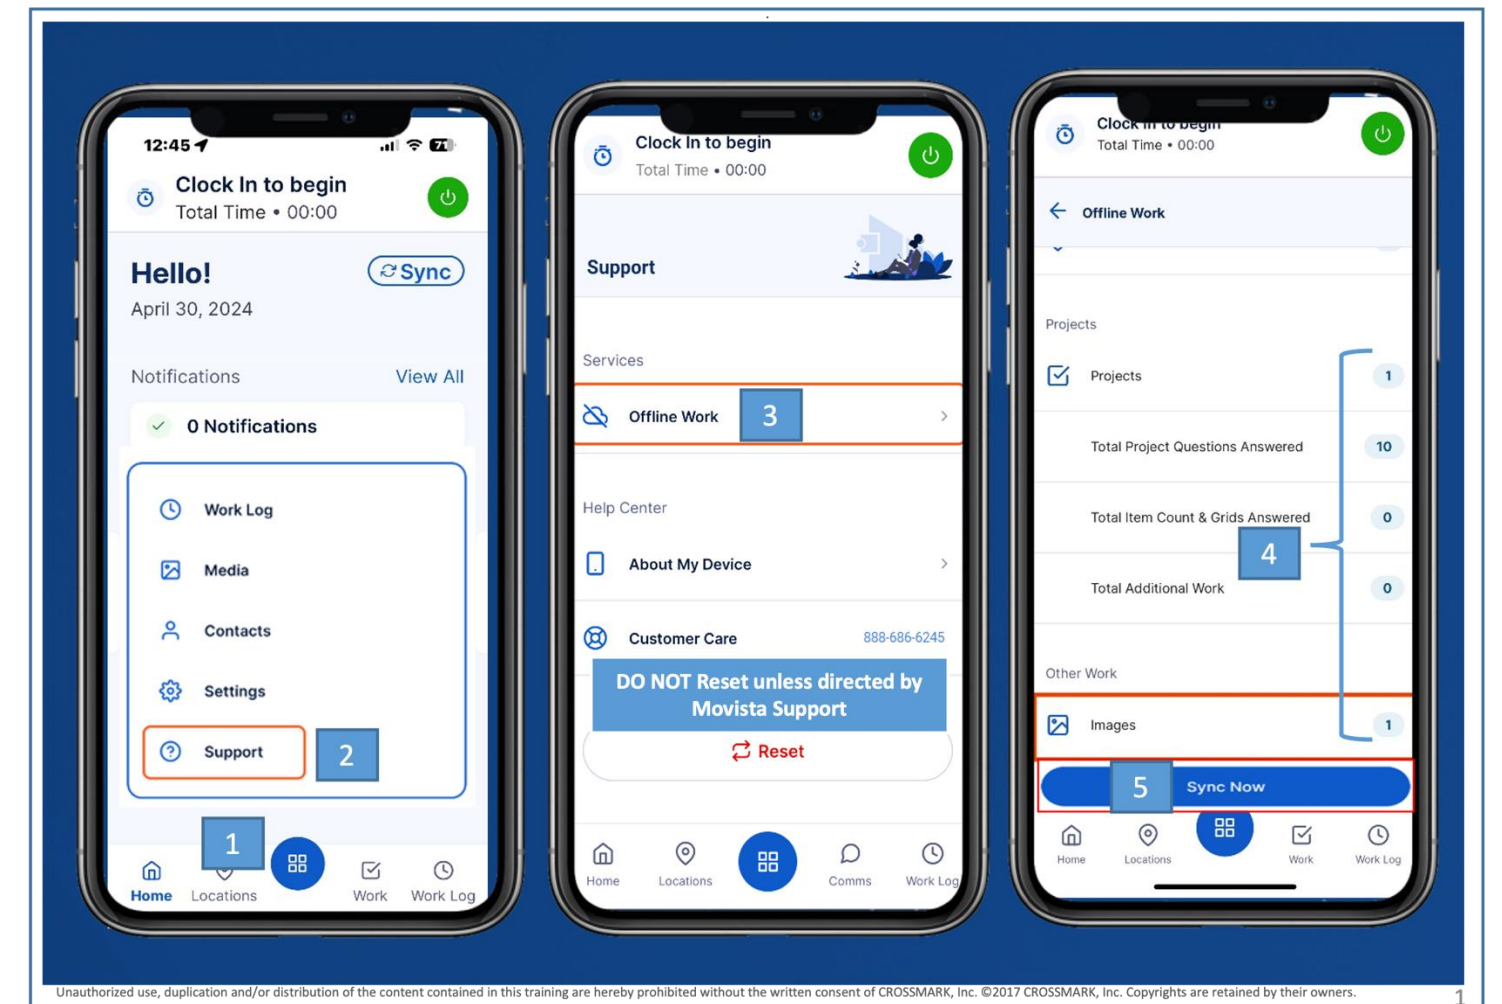 12:45
71
Clock In to begin
Total Time • 00:00
Hello!
Sync
April 30, 2024
Notifications
View All
0 Notifications
Work Log
Media
Contacts
Settings
Support
2
1
Home
Locations
Work
Work Log
Clock In to begin
Total Time • 00:00
Support
Services
Offline Work
3
Help Center
About My Device
Customer Care
888-686-6245
DO NOT Reset unless directed by
Movista Support
Reset
Home
Locations
Comms
Work Log
Clock In to begin
Total Time • 00:00
Offline Work
Projects
Projects
1
Total Project Questions Answered
10
Total Item Count & Grids Answered
0
4
Total Additional Work
0
Other Work
Images
1
5
Sync Now
Home
Locations
Work
Work Log
Unauthorized use, duplication and/or distribution of the content contained in this training are hereby prohibited without the written consent of CROSSMARK, Inc. ©2017 CROSSMARK, Inc. Copyrights are retained by their owners.
1